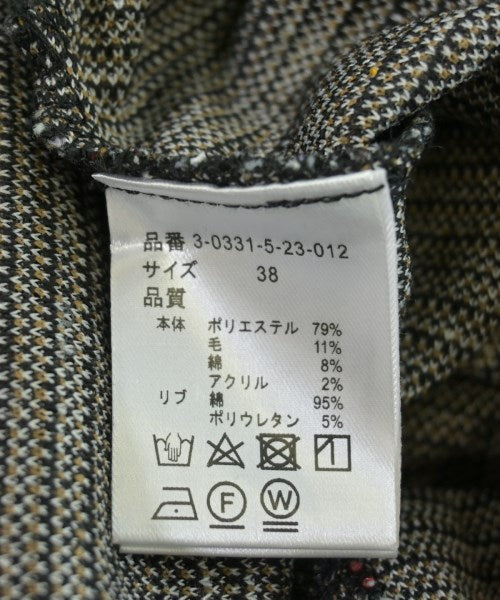 品番 3-0331-5-23-012
サイズ 38
品質
本体 ポリエステル 79%
毛 11%
綿 8%
アクリル 2%
リブ 綿 95%
ポリウレタン 5%
F W